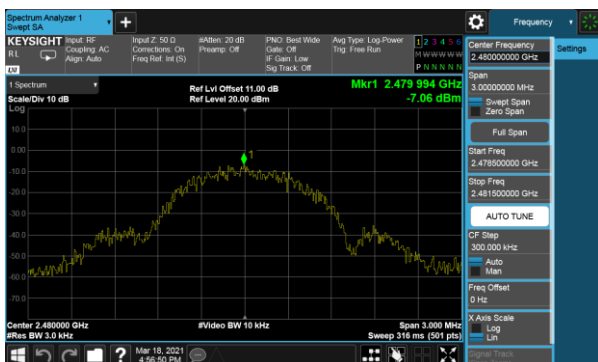 Spectrum Analyzer 1
Swept SA
+
Frequency
KEYSIGHT
RL
LXI
Input: RF
Coupling: AC
Align: Auto
Input Z: 50 Ω
Corrections: On
Freq Ref: Int (S)
#Atten: 20 dB
Preamp: Off
PNO: Best Wide
Gate: Off
IF Gain: Low
Sig Track: Off
Avg Type: Log-Power
Trig: Free Run
1 2 3 4 5 6
M W W W W W
P N N N N N
1 Spectrum
Scale/Div 10 dB
Log
Ref Lvl Offset 11.00 dB
Ref Level 20.00 dBm
Mkr1 2.479 994 GHz
-7.06 dBm
10.0
0.00
-10.0
-20.0
-30.0
-40.0
-50.0
-60.0
-70.0
1
Center 2.480000 GHz
#Res BW 3.0 kHz
#Video BW 10 kHz
Span 3.000 MHz
Sweep 316 ms (501 pts)
Mar 18, 2021
4:56:50 PM
?
Settings
Center Frequency
2.480000000 GHz
Span
3.00000000 MHz
Swept Span
Zero Span
Full Span
Start Freq
2.478500000 GHz
Stop Freq
2.481500000 GHz
AUTO TUNE
CF Step
300.000 kHz
Auto
Man
Freq Offset
0 Hz
X Axis Scale
Log
Lin
Signal Track